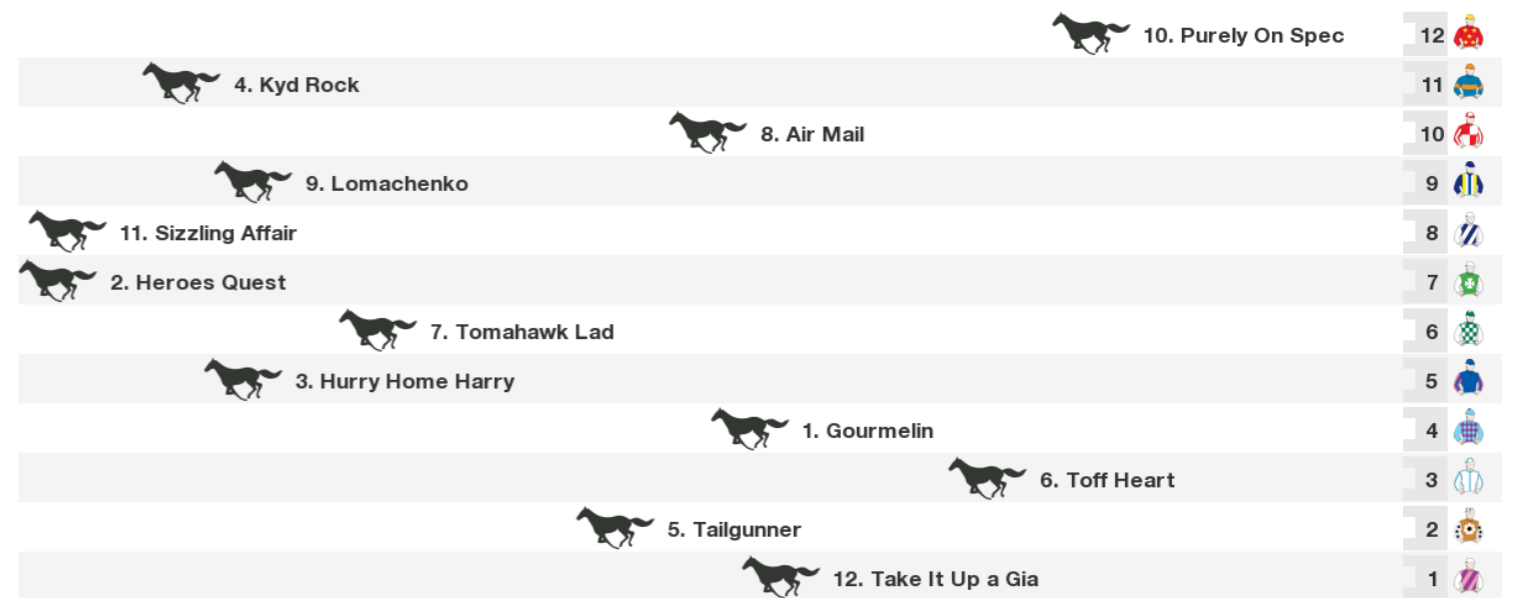 10. Purely On Spec 12
4. Kyd Rock 11
8. Air Mail 10
9. Lomachenko 9
11. Sizzling Affair 8
2. Heroes Quest 7
7. Tomahawk Lad 6
3. Hurry Home Harry 5
1. Gourmelin 4
6. Toff Heart 3
5. Tailgunner 2
12. Take It Up a Gia 1